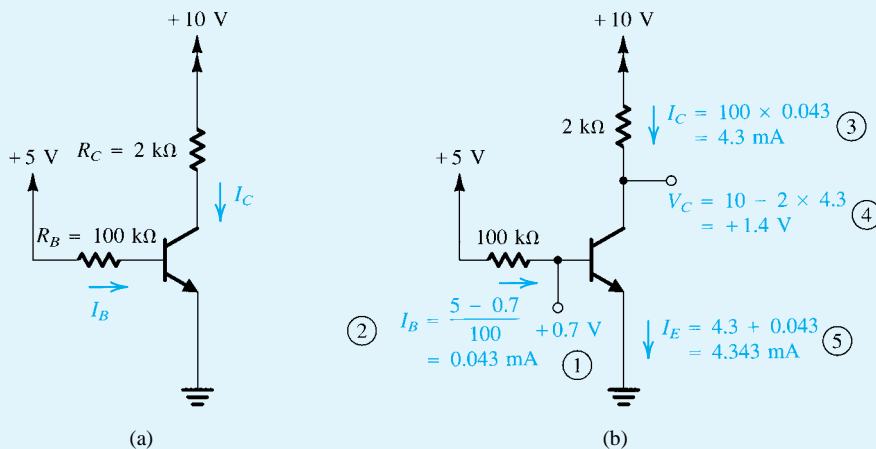 +10 V
R_C = 2 kΩ
+5 V
I_C
R_B = 100 kΩ
I_B
(a)
+10 V
2 kΩ
I_C = 100 × 0.043
= 4.3 mA
3
+5 V
V_C = 10 − 2 × 4.3
= +1.4 V
4
100 kΩ
2
I_B = 5 − 0.7 / 100
= 0.043 mA
+0.7 V
1
I_E = 4.3 + 0.043
= 4.343 mA
5
(b)